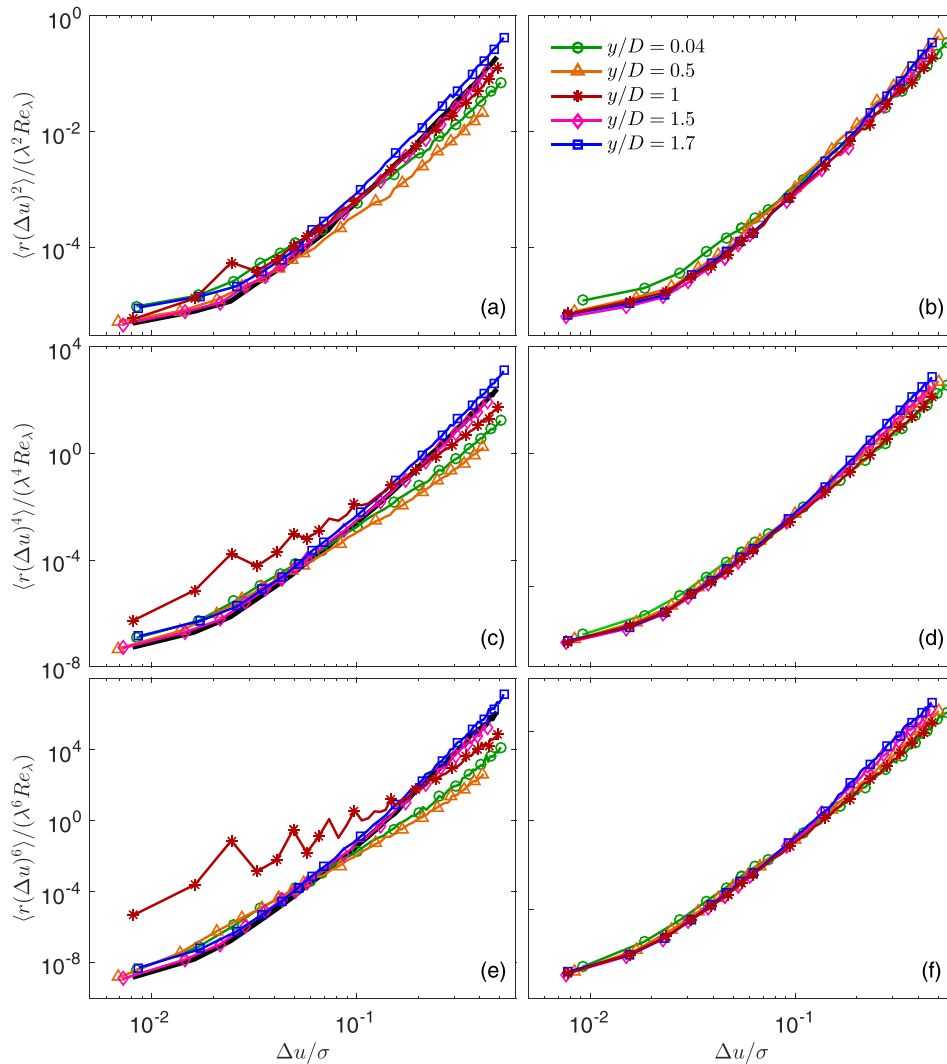 10^0
10^{-2}
10^{-4}
⟨r(Δu)^2⟩/(λ^2Re_λ)
(a)
(b)
y/D = 0.04
y/D = 0.5
y/D = 1
y/D = 1.5
y/D = 1.7
10^4
10^0
10^{-4}
10^{-8}
⟨r(Δu)^4⟩/(λ^4Re_λ)
(c)
(d)
10^4
10^0
10^{-4}
10^{-8}
⟨r(Δu)^6⟩/(λ^6Re_λ)
(e)
(f)
10^{-2} 10^{-1} 10^{-2} 10^{-1}
Δu/σ Δu/σ